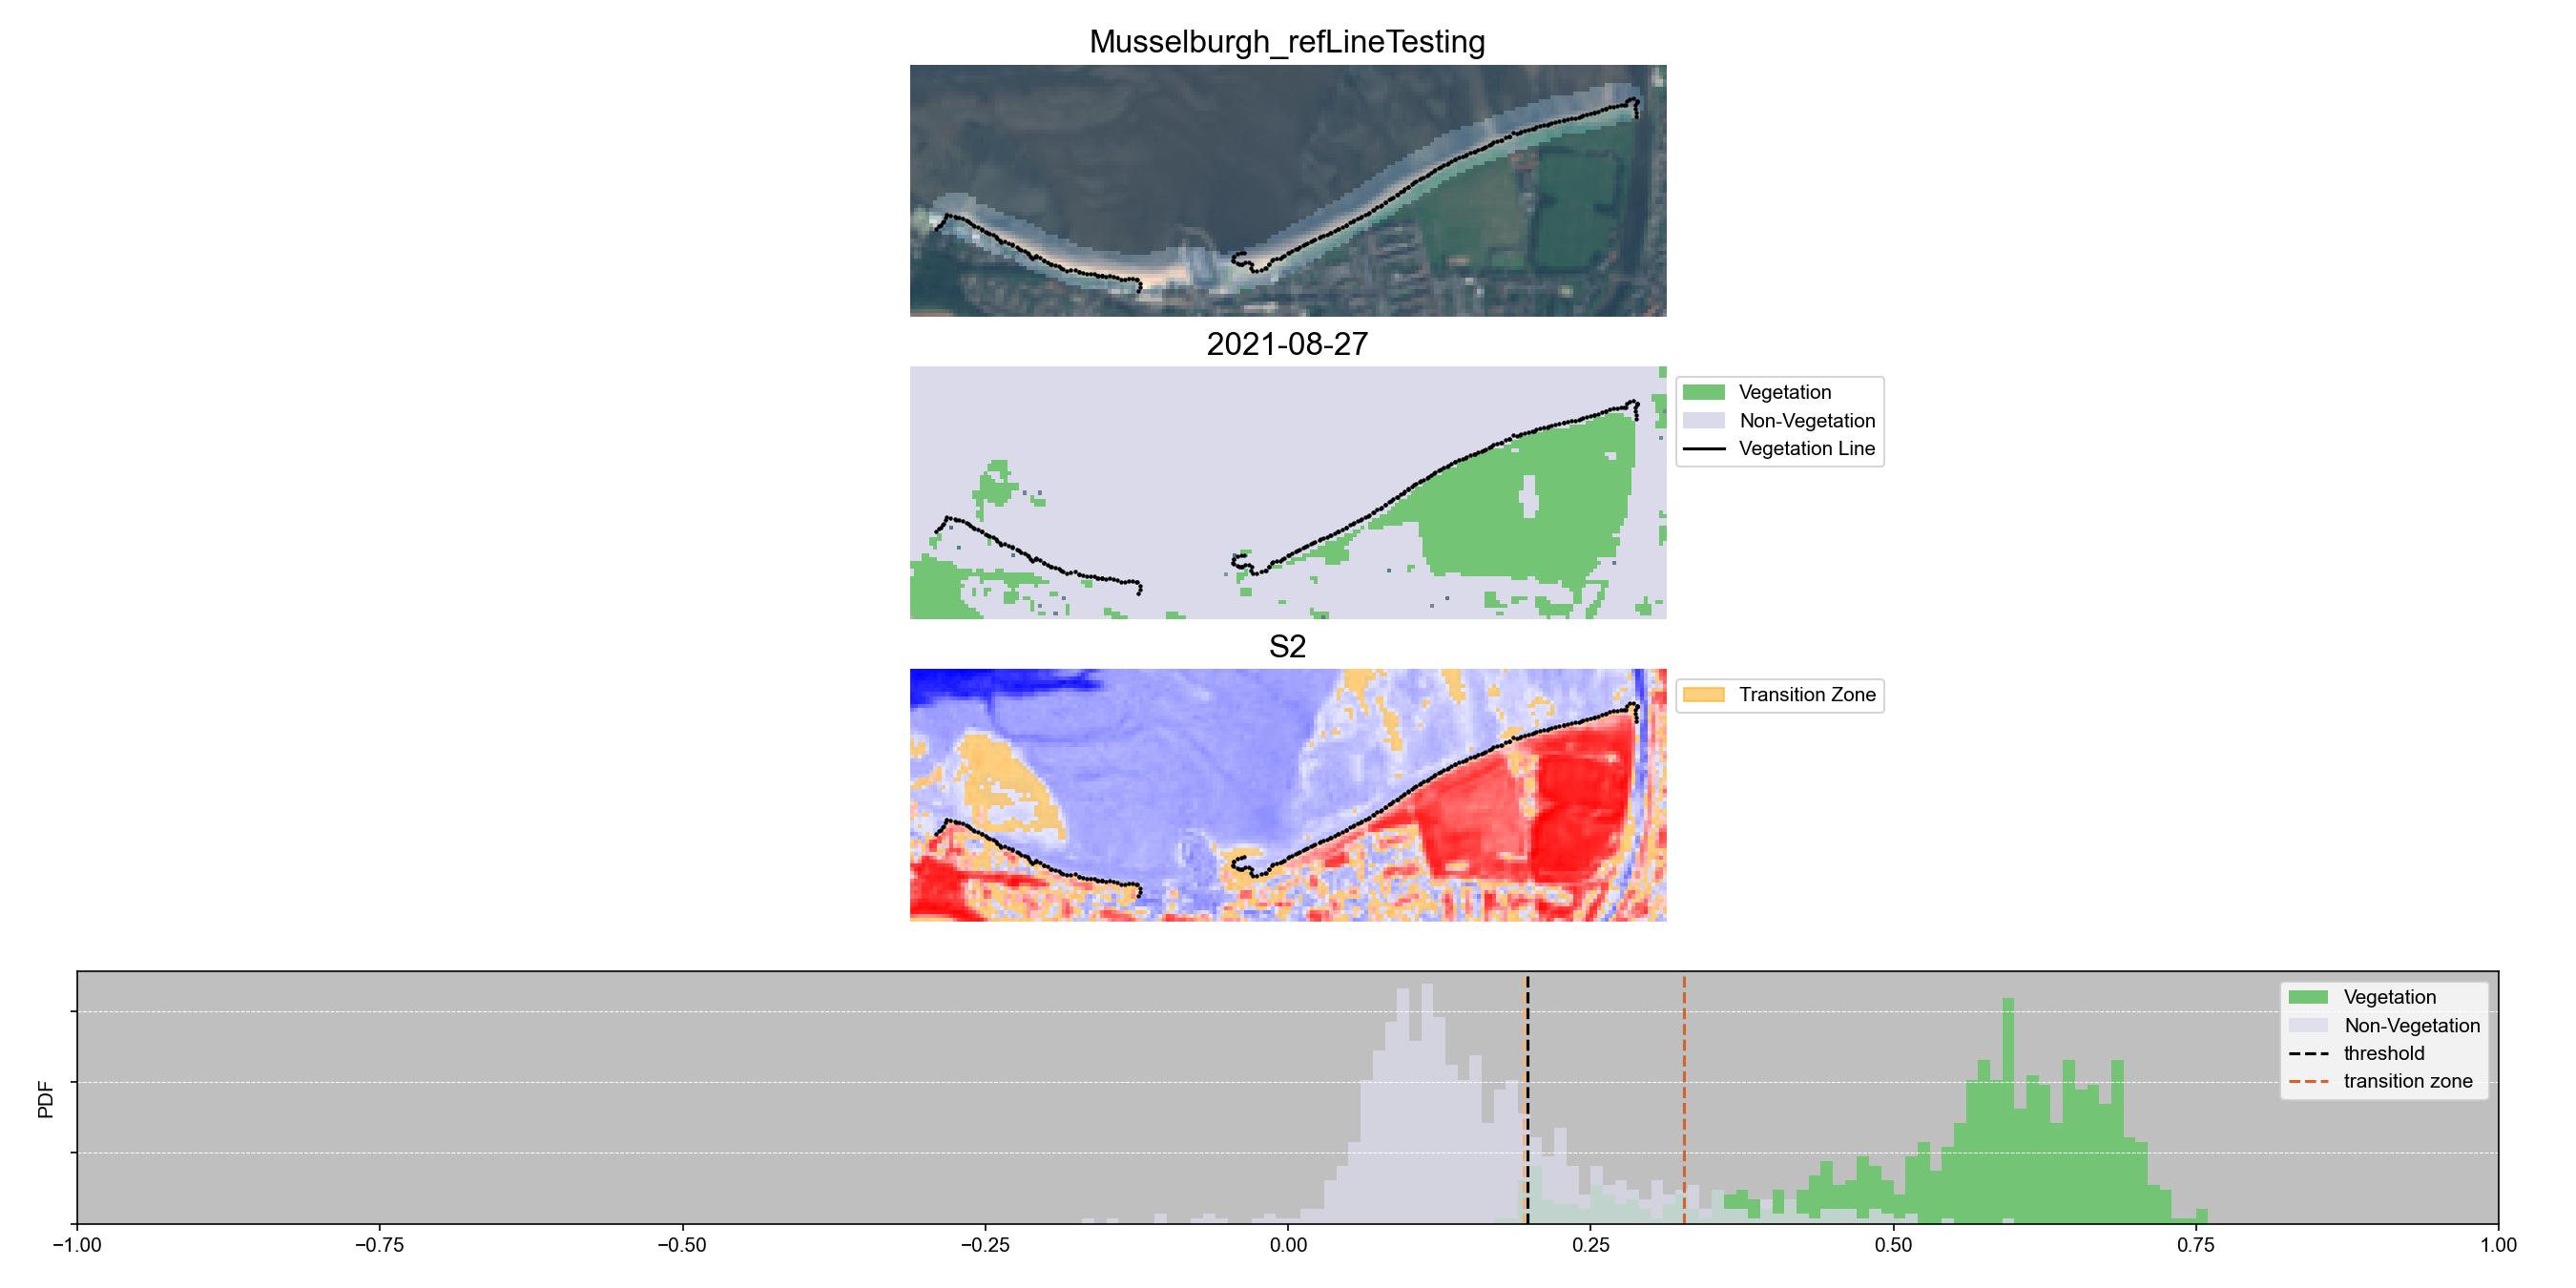 Musselburgh_refLineTesting
2021-08-27
Vegetation
Non-Vegetation
Vegetation Line
S2
Transition Zone
PDF
Vegetation
Non-Vegetation
threshold
transition zone
−1.00 −0.75 −0.50 −0.25 0.00 0.25 0.50 0.75 1.00